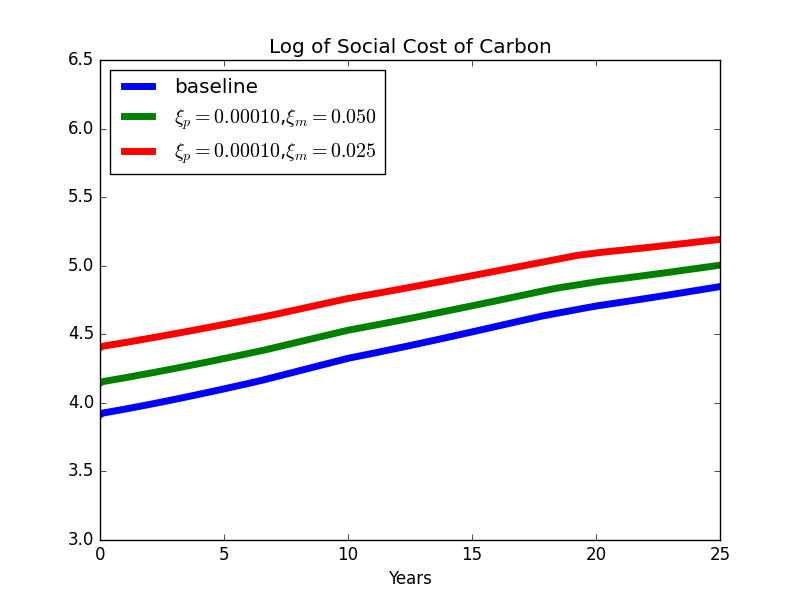 Log of Social Cost of Carbon
baseline
ξₚ = 0.00010,ξₘ = 0.050
ξₚ = 0.00010,ξₘ = 0.025
6.5
6.0
5.5
5.0
4.5
4.0
3.5
3.0
0 5 10 15 20 25
Years